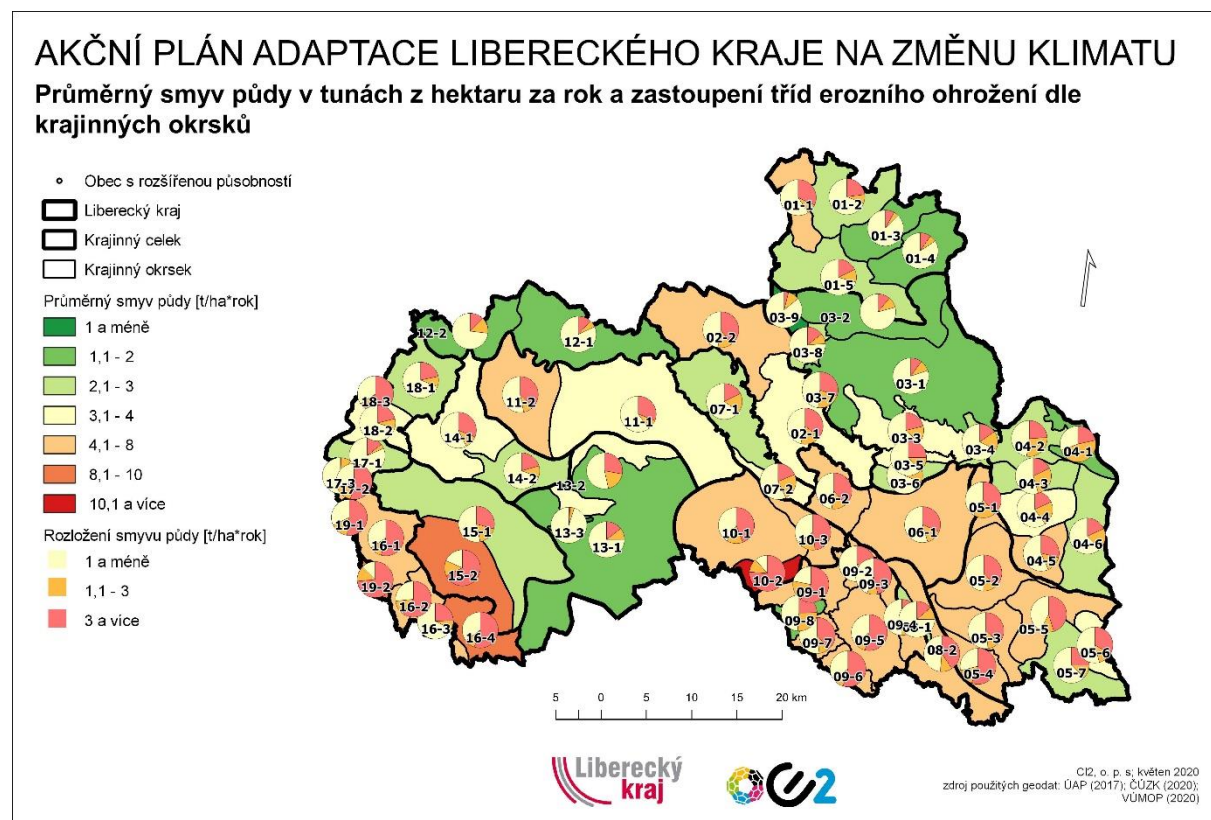 AKČNÍ PLÁN ADAPTACE LIBERECKÉHO KRAJE NA ZMĚNU KLIMATU
Průměrný smyv půdy v tunách z hektaru za rok a zastoupení tříd erozního ohrožení dle
krajinných okrsků
Obec s rozšířenou působností
Liberecký kraj
Krajinný celek
Krajinný okrsek
Průměrný smyv půdy [t/ha*rok]
1 a méně
1,1 - 2
2,1 - 3
3,1 - 4
4,1 - 8
8,1 - 10
10,1 a více
Rozložení smyvu půdy [t/ha*rok]
1 a méně
1,1 - 3
3 a více
01-1
01-2
01-3
01-4
01-5
03-9
03-2
12-2
12-1
02-2
03-8
03-1
18-1
11-2
03-7
18-3
07-1
11-1
18-2
14-1
02-1
03-3
03-4
04-2
04-1
17-1
03-5
14-2
03-6
04-3
17-3
17-2
13-2
07-2
06-2
05-1
04-4
19-1
15-1
13-3
13-1
10-1
10-3
06-1
04-6
16-1
04-5
15-2
09-2
05-2
19-2
10-2
09-3
09-1
16-2
09-8
09-4
16-3
16-4
09-7
09-5
05-3
05-5
08-2
05-6
09-6
05-4
05-7
5 0 5 10 15 20 km
Liberecký
kraj
CI2, o. p. s; květen 2020
zdroj použitých geodat: ÚAP (2017); ČÚZK (2020);
VÚMOP (2020)